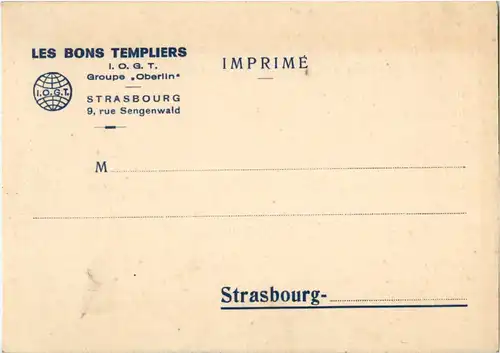 LES BONS TEMPLIERS
I. O. G. T.
Groupe „Oberlin"
I.O.G.T.
STRASBOURG
9, rue Sengenwald
IMPRIMÉ
M
Strasbourg-